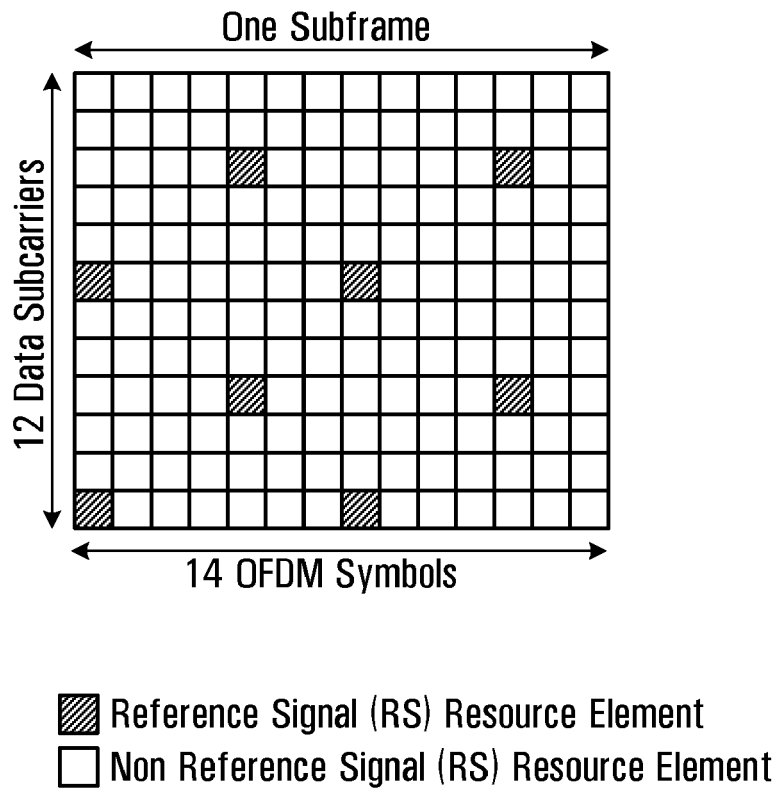 One Subframe
12 Data Subcarriers
14 OFDM Symbols
Reference Signal (RS) Resource Element
Non Reference Signal (RS) Resource Element